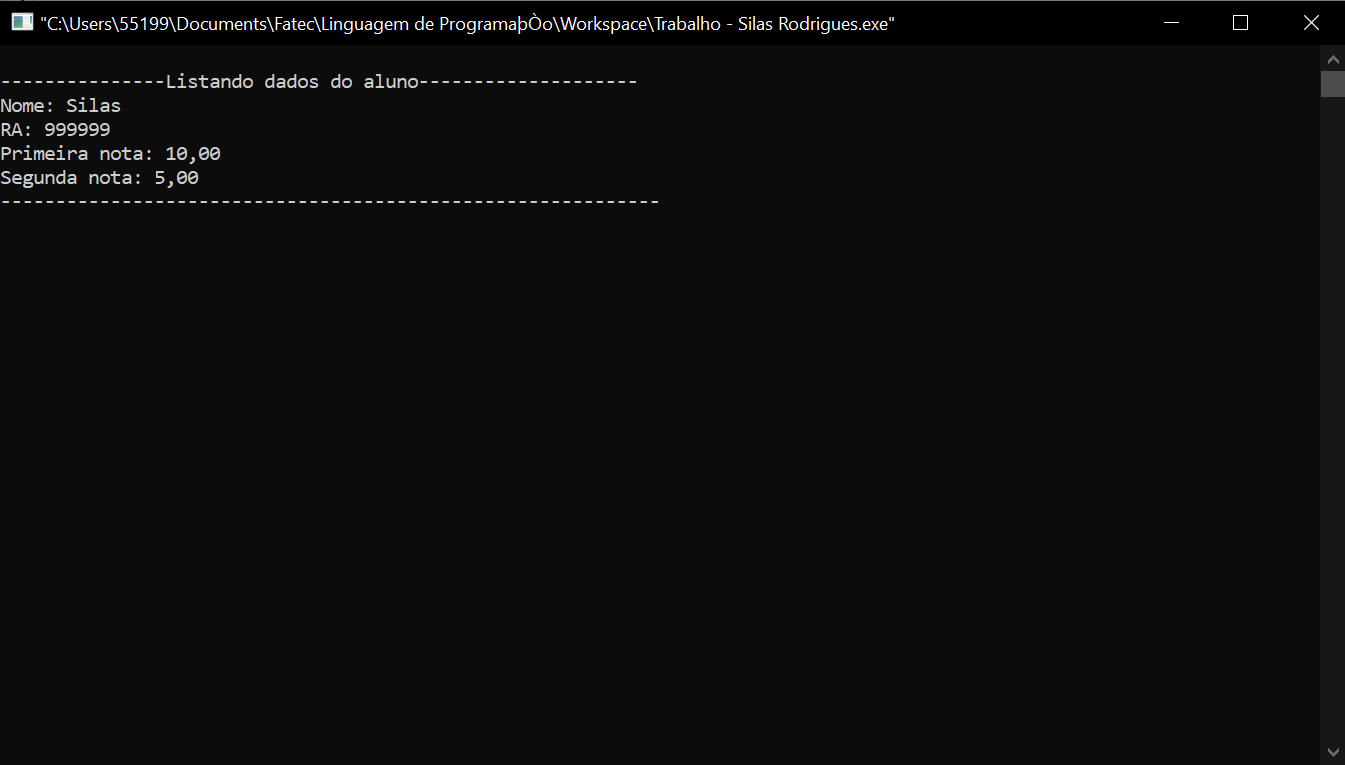 "C:\Users\55199\Documents\Fatec\Linguagem de ProgramaþÒo\Workspace\Trabalho - Silas Rodrigues.exe"
---------------Listando dados do aluno--------------------
Nome: Silas
RA: 999999
Primeira nota: 10,00
Segunda nota: 5,00
------------------------------------------------------------